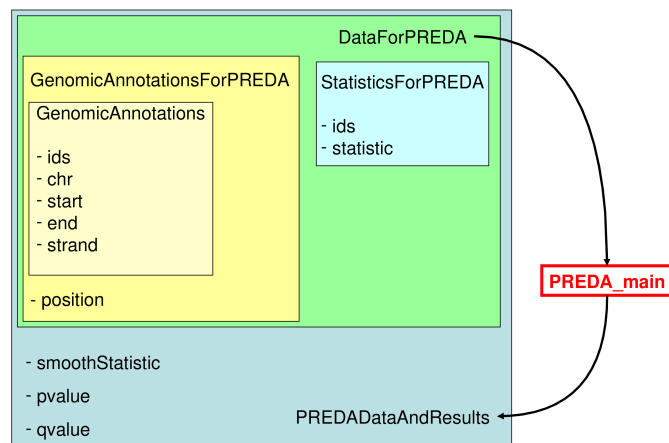 DataForPREDA
GenomicAnnotationsForPREDA
GenomicAnnotations
- ids
- chr
- start
- end
- strand
- position
StatisticsForPREDA
- ids
- statistic
PREDA_main
- smoothStatistic
- pvalue
- qvalue
PREDADataAndResults